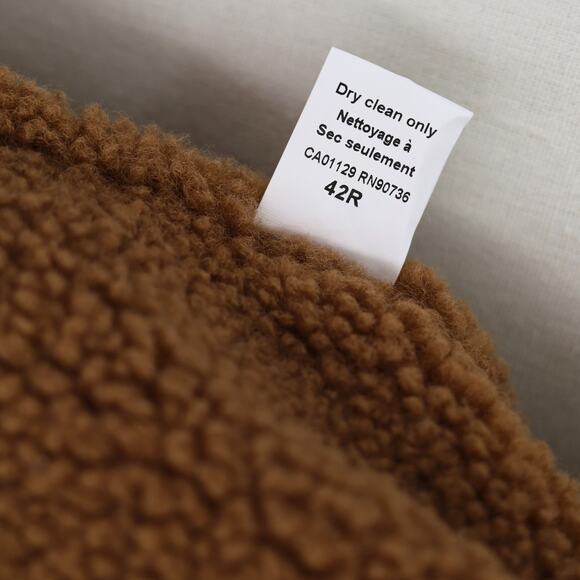 Dry clean only
Nettoyage à
Sec seulement
CA01129 RN90736
42R